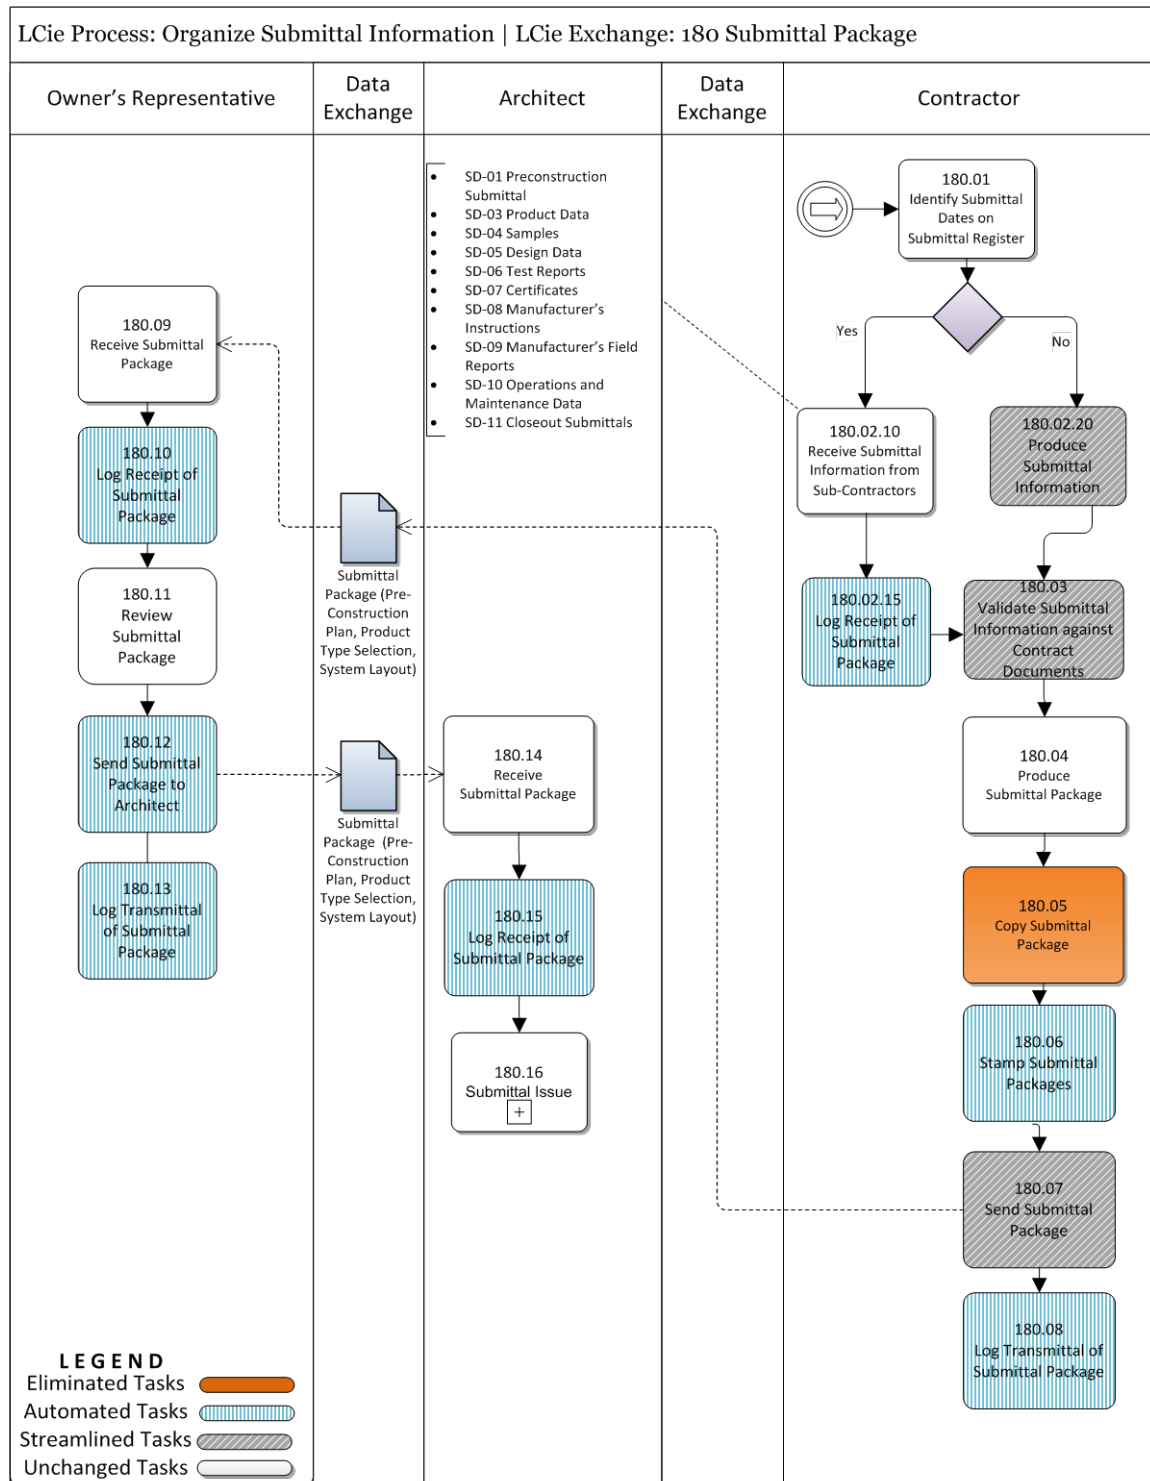 LCie Process: Organize Submittal Information | LCie Exchange: 180 Submittal Package
Owner's Representative
Data
Exchange
Architect
Data
Exchange
Contractor
180.09
Receive Submittal
Package
180.10
Log Receipt of
Submittal
Package
180.11
Review
Submittal
Package
180.12
Send Submittal
Package to
Architect
180.13
Log Transmittal
of Submittal
Package
LEGEND
Eliminated Tasks
Automated Tasks
Streamlined Tasks
Unchanged Tasks
Submittal
Package (Pre-
Construction
Plan, Product
Type Selection,
System Layout)
Submittal
Package (Pre-
Construction
Plan, Product
Type Selection,
System Layout)
• SD-01 Preconstruction
Submittal
• SD-03 Product Data
• SD-04 Samples
• SD-05 Design Data
• SD-06 Test Reports
• SD-07 Certificates
• SD-08 Manufacturer's
Instructions
• SD-09 Manufacturer's Field
Reports
• SD-10 Operations and
Maintenance Data
• SD-11 Closeout Submittals
180.14
Receive
Submittal Package
180.15
Log Receipt of
Submittal Package
180.16
Submittal Issue
+
180.01
Identify Submittal
Dates on
Submittal Register
Yes
No
180.02.10
Receive Submittal
Information from
Sub-Contractors
180.02.20
Produce
Submittal
Information
180.02.15
Log Receipt of
Submittal
Package
180.03
Validate Submittal
Information against
Contract
Documents
180.04
Produce
Submittal Package
180.05
Copy Submittal
Package
180.06
Stamp Submittal
Packages
180.07
Send Submittal
Package
180.08
Log Transmittal of
Submittal Package